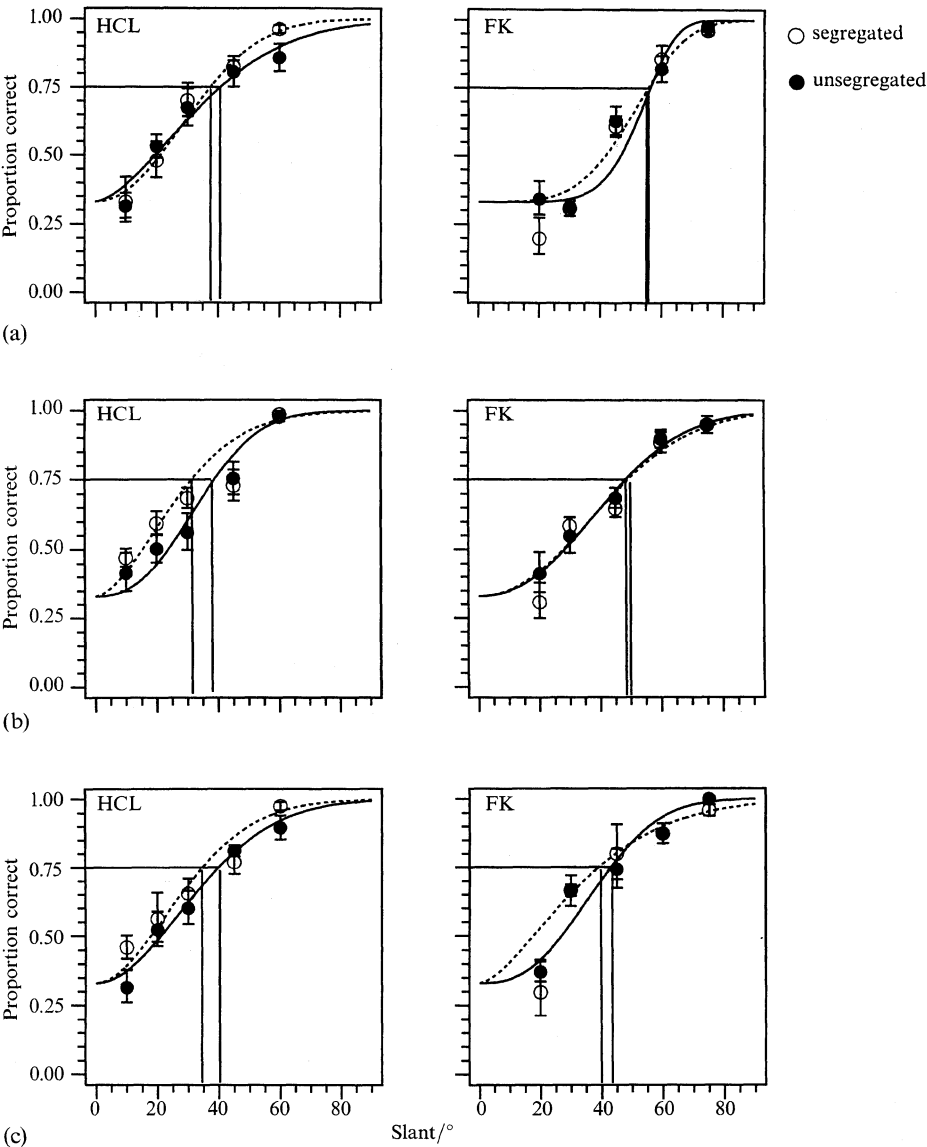 HCL
FK
segregated
unsegregated
Proportion correct
1.00
0.75
0.50
0.25
0.00
(a)
HCL
FK
Proportion correct
1.00
0.75
0.50
0.25
0.00
(b)
HCL
FK
Proportion correct
1.00
0.75
0.50
0.25
0.00
0 20 40 60 80
0 20 40 60 80
Slant/°
(c)